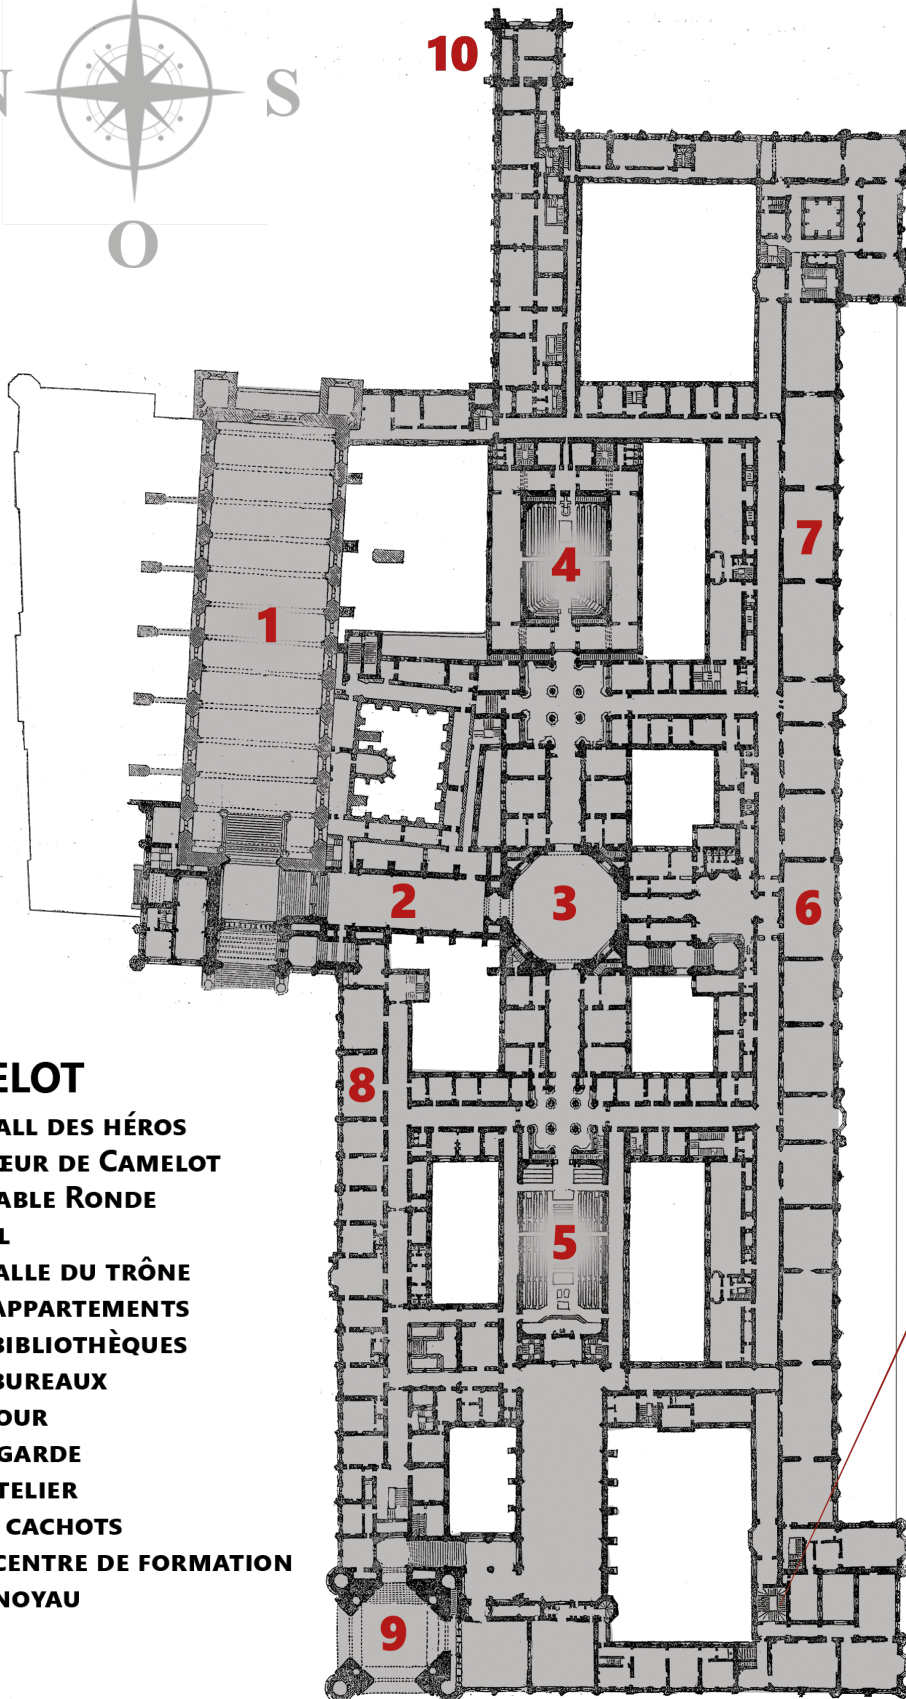 10
N
S
O
7
4
1
2
3
6
8
5
9
ELOT
ALL DES HÉROS
ŒUR DE CAMELOT
ABLE RONDE
L
ALLE DU TRÔNE
APPARTEMENTS
BIBLIOTHÈQUES
BUREAUX
OUR
GARDE
TELIER
CACHOTS
CENTRE DE FORMATION
NOYAU